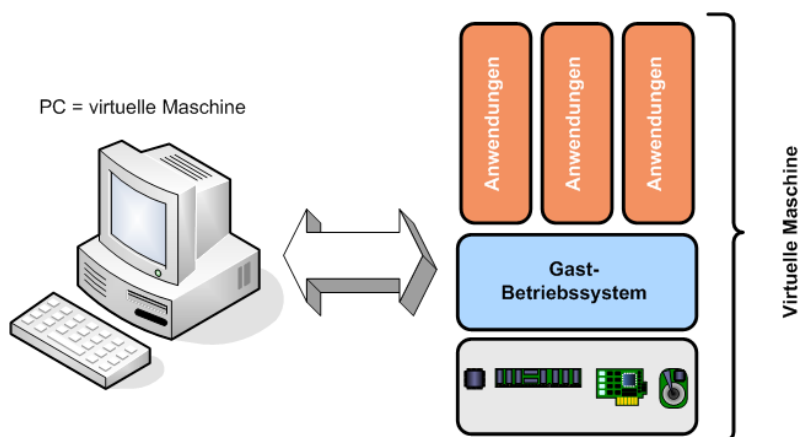 PC = virtuelle Maschine
Anwendungen
Anwendungen
Anwendungen
Gast-
Betriebssystem
Virtuelle Maschine